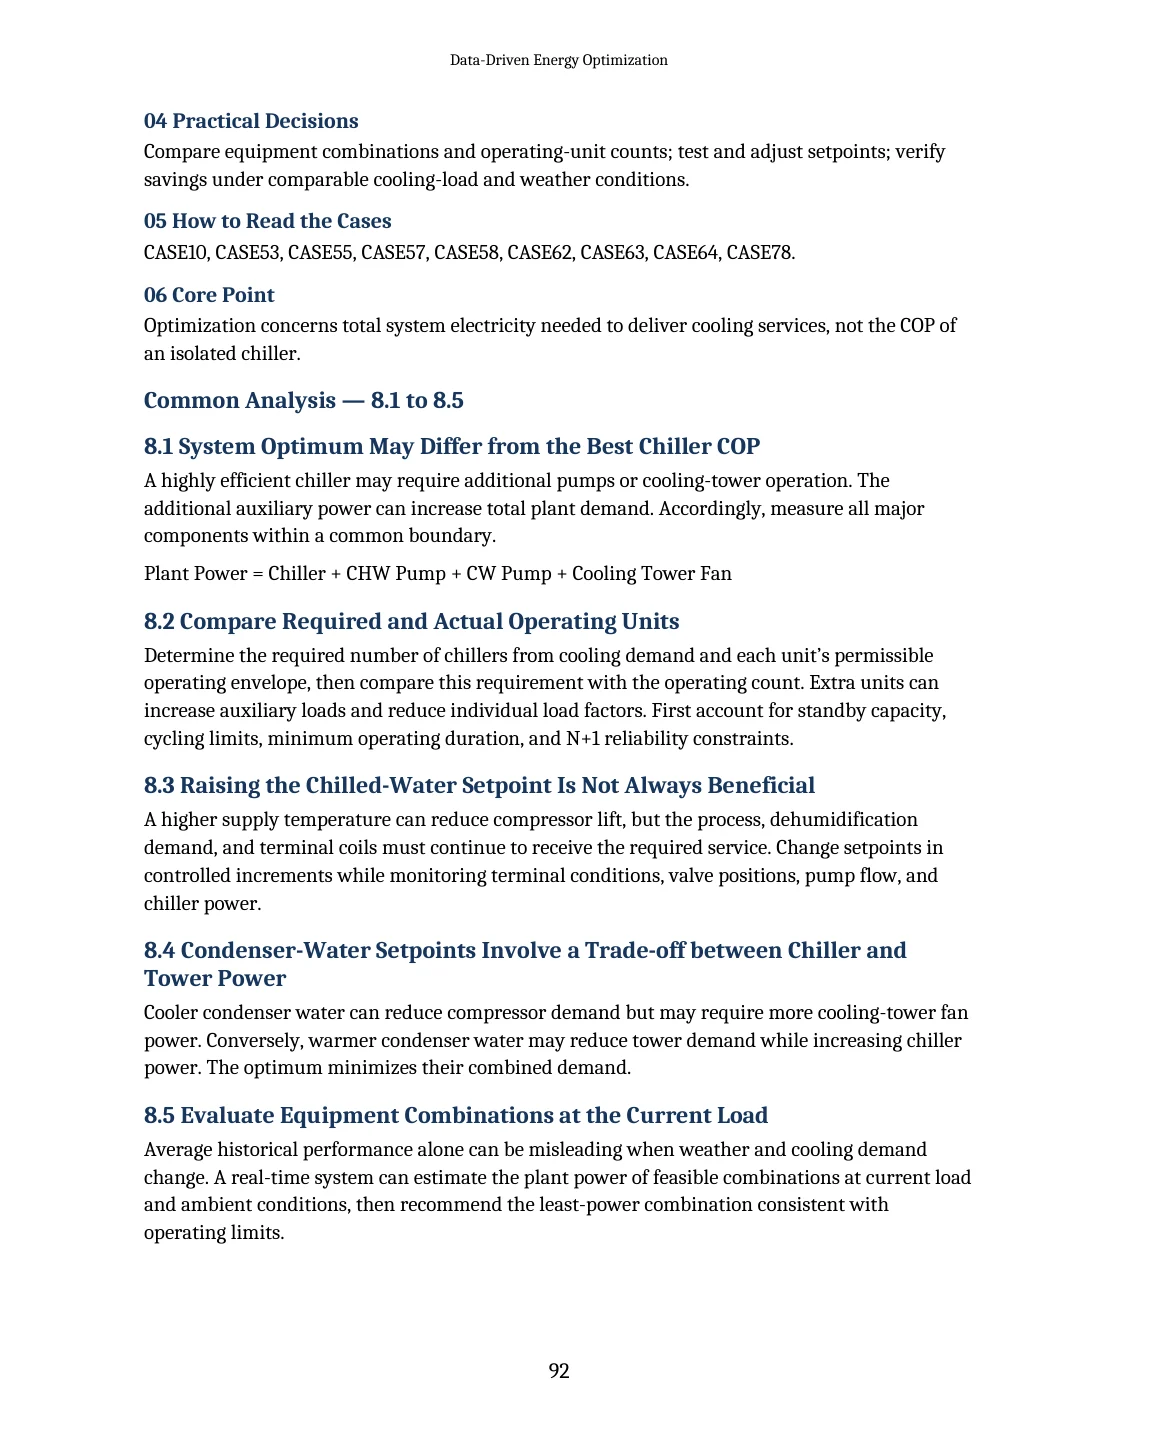 Data-Driven Energy Optimization
04 Practical Decisions
Compare equipment combinations and operating-unit counts; test and adjust setpoints; verify
savings under comparable cooling-load and weather conditions.
05 How to Read the Cases
CASE10, CASE53, CASE55, CASE57, CASE58, CASE62, CASE63, CASE64, CASE78.
06 Core Point
Optimization concerns total system electricity needed to deliver cooling services, not the COP of
an isolated chiller.
Common Analysis — 8.1 to 8.5
8.1 System Optimum May Differ from the Best Chiller COP
A highly efficient chiller may require additional pumps or cooling-tower operation. The
additional auxiliary power can increase total plant demand. Accordingly, measure all major
components within a common boundary.
Plant Power = Chiller + CHW Pump + CW Pump + Cooling Tower Fan
8.2 Compare Required and Actual Operating Units
Determine the required number of chillers from cooling demand and each unit’s permissible
operating envelope, then compare this requirement with the operating count. Extra units can
increase auxiliary loads and reduce individual load factors. First account for standby capacity,
cycling limits, minimum operating duration, and N+1 reliability constraints.
8.3 Raising the Chilled-Water Setpoint Is Not Always Beneficial
A higher supply temperature can reduce compressor lift, but the process, dehumidification
demand, and terminal coils must continue to receive the required service. Change setpoints in
controlled increments while monitoring terminal conditions, valve positions, pump flow, and
chiller power.
8.4 Condenser-Water Setpoints Involve a Trade-off between Chiller and
Tower Power
Cooler condenser water can reduce compressor demand but may require more cooling-tower fan
power. Conversely, warmer condenser water may reduce tower demand while increasing chiller
power. The optimum minimizes their combined demand.
8.5 Evaluate Equipment Combinations at the Current Load
Average historical performance alone can be misleading when weather and cooling demand
change. A real-time system can estimate the plant power of feasible combinations at current load
and ambient conditions, then recommend the least-power combination consistent with
operating limits.
92